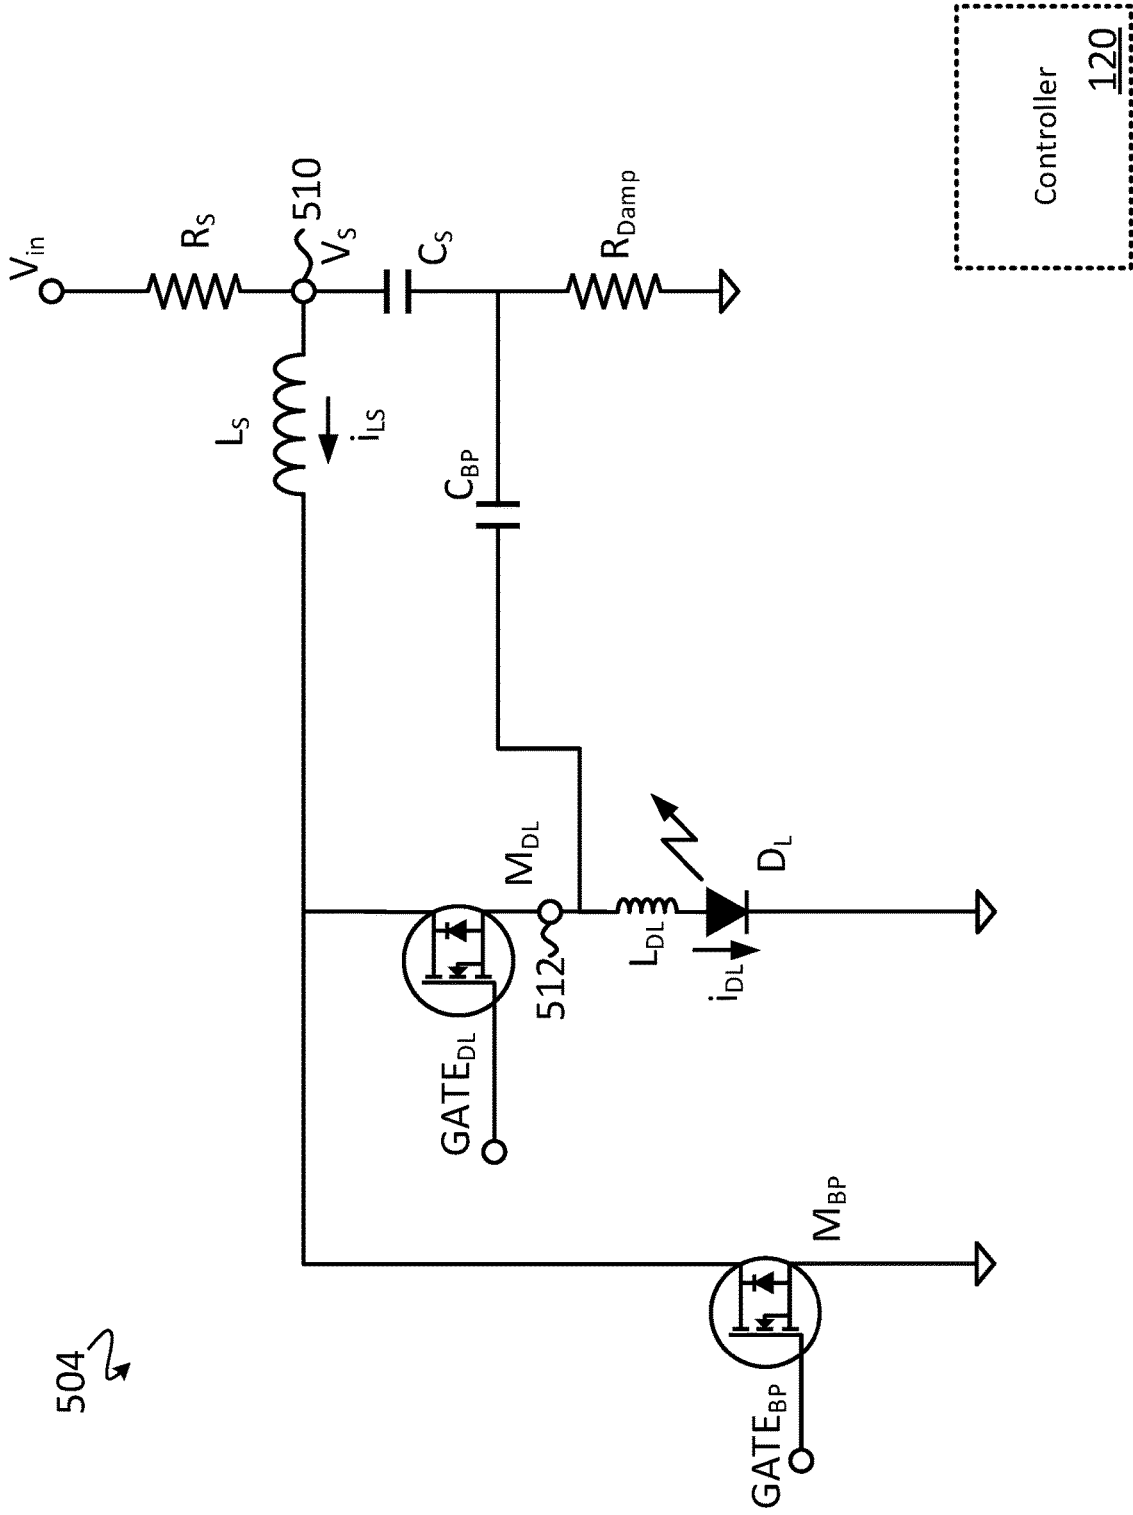 504
V_in
R_S
510
V_S
L_S
i_LS
C_S
C_BP
R_Damp
M_DL
512
GATE_DL
L_DL
D_L
i_DL
M_BP
GATE_BP
Controller
120